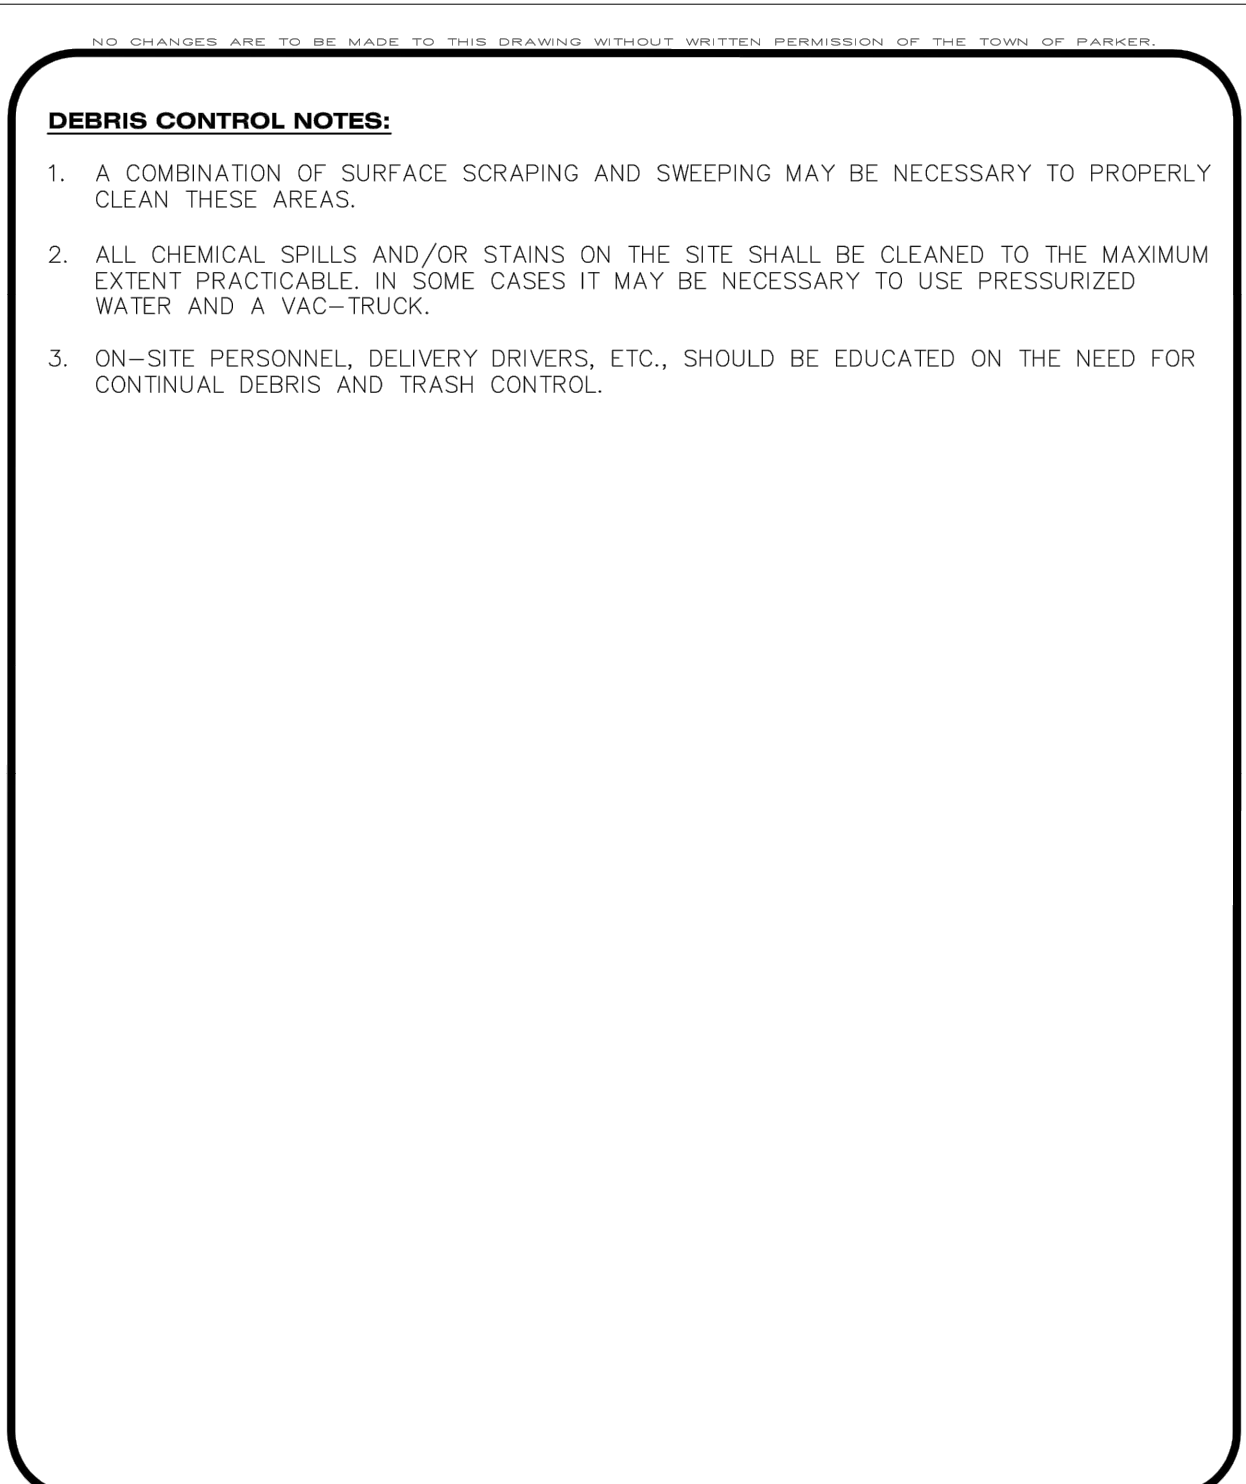 NO CHANGES ARE TO BE MADE TO THIS DRAWING WITHOUT WRITTEN PERMISSION OF THE TOWN OF PARKER.
DEBRIS CONTROL NOTES:
1. A COMBINATION OF SURFACE SCRAPING AND SWEEPING MAY BE NECESSARY TO PROPERLY
CLEAN THESE AREAS.
2. ALL CHEMICAL SPILLS AND/OR STAINS ON THE SITE SHALL BE CLEANED TO THE MAXIMUM
EXTENT PRACTICABLE. IN SOME CASES IT MAY BE NECESSARY TO USE PRESSURIZED
WATER AND A VAC-TRUCK.
3. ON-SITE PERSONNEL, DELIVERY DRIVERS, ETC., SHOULD BE EDUCATED ON THE NEED FOR
CONTINUAL DEBRIS AND TRASH CONTROL.